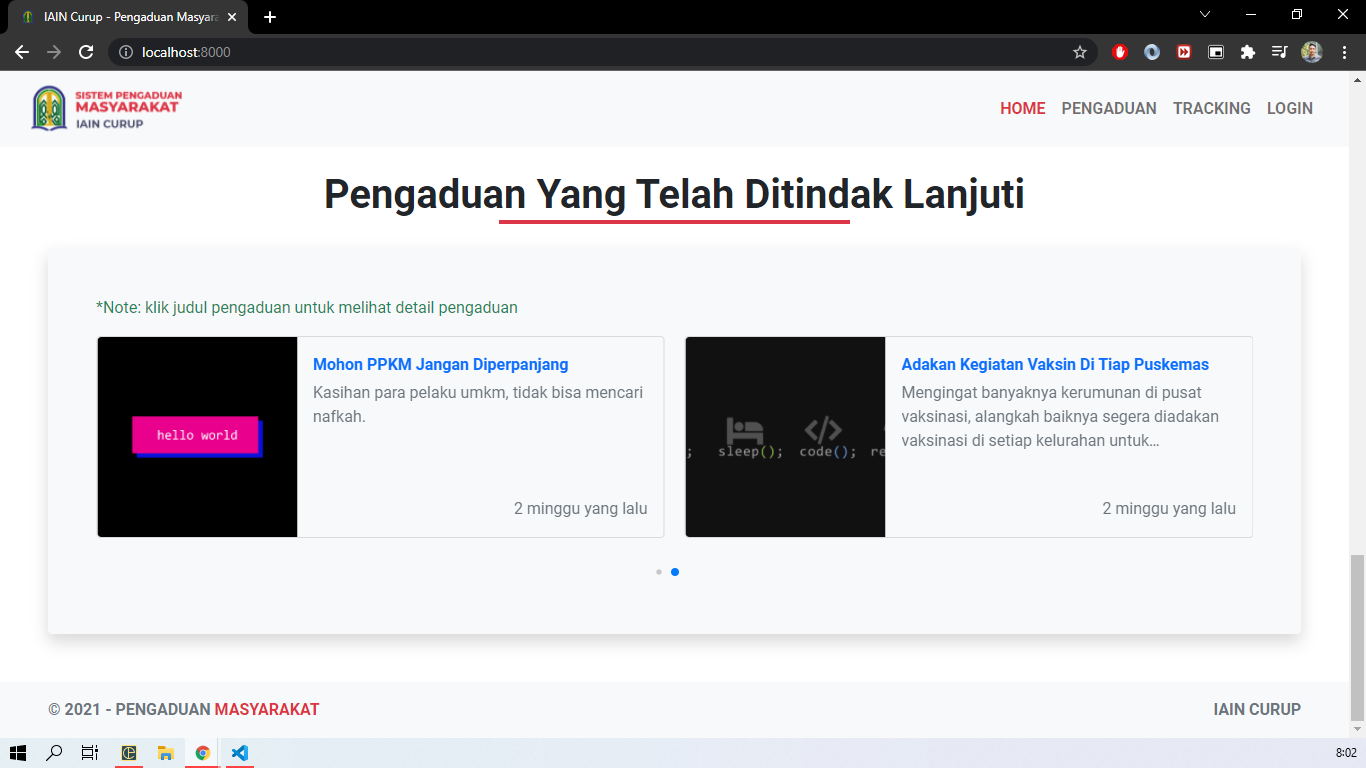 IAIN Curup - Pengaduan Masyara
localhost:8000
SISTEM PENGADUAN
MASYARAKAT
IAIN CURUP
HOME PENGADUAN TRACKING LOGIN
Pengaduan Yang Telah Ditindak Lanjuti
*Note: klik judul pengaduan untuk melihat detail pengaduan
hello world
Mohon PPKM Jangan Diperpanjang
Kasihan para pelaku umkm, tidak bisa mencari
nafkah.
2 minggu yang lalu
; sleep(); code(); re
Adakan Kegiatan Vaksin Di Tiap Puskemas
Mengingat banyaknya kerumunan di pusat
vaksinasi, alangkah baiknya segera diadakan
vaksinasi di setiap kelurahan untuk...
2 minggu yang lalu
© 2021 - PENGADUAN MASYARAKAT
IAIN CURUP
8:02